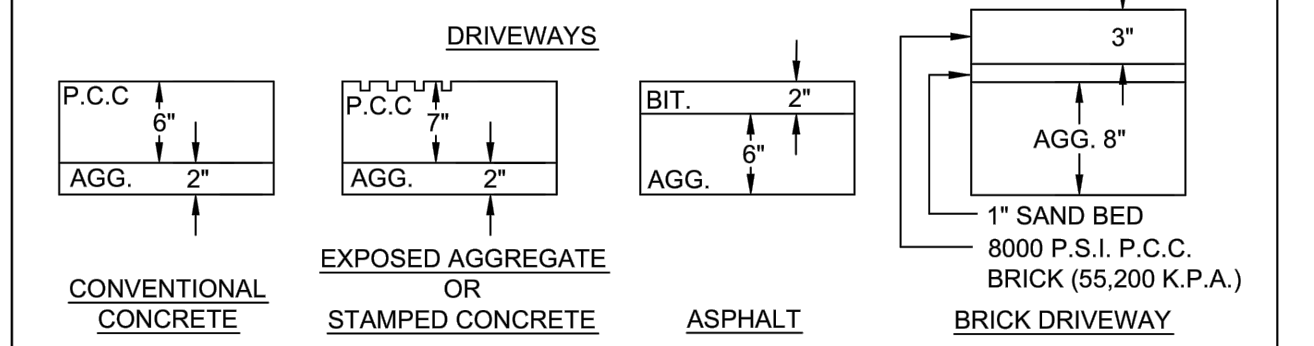 DRIVEWAYS
P.C.C
6"
AGG. 2"
CONVENTIONAL
CONCRETE
P.C.C
7"
AGG. 2"
EXPOSED AGGREGATE
OR
STAMPED CONCRETE
BIT. 2"
6"
AGG.
ASPHALT
3"
AGG. 8"
1" SAND BED
8000 P.S.I. P.C.C.
BRICK (55,200 K.P.A.)
BRICK DRIVEWAY